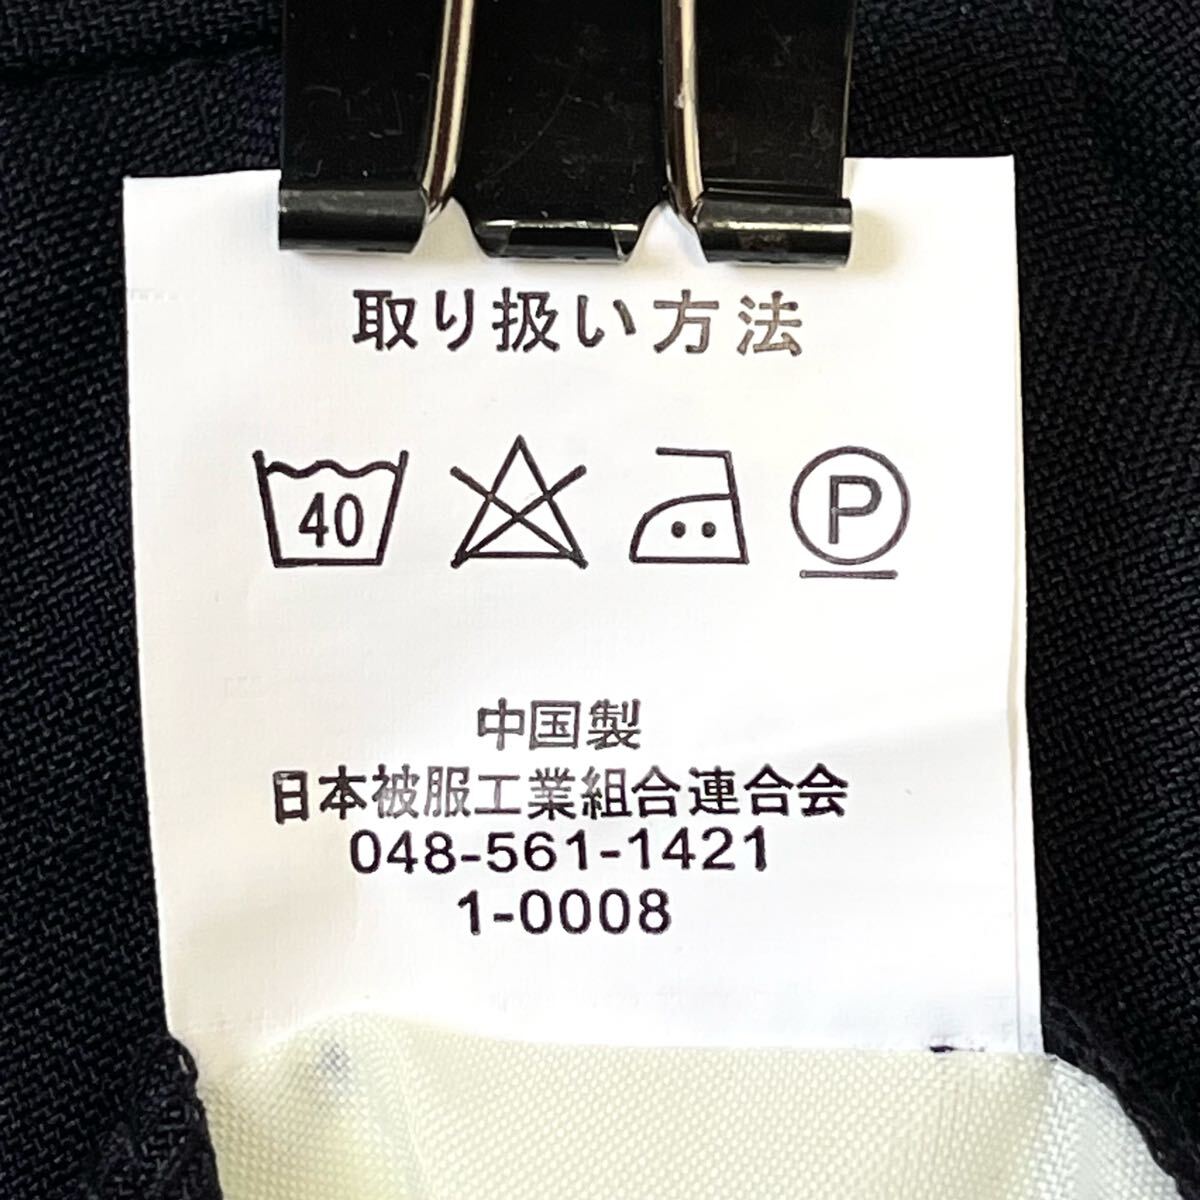 取り扱い方法
40 P
中国製
日本被服工業組合連合会
048-561-1421
1-0008